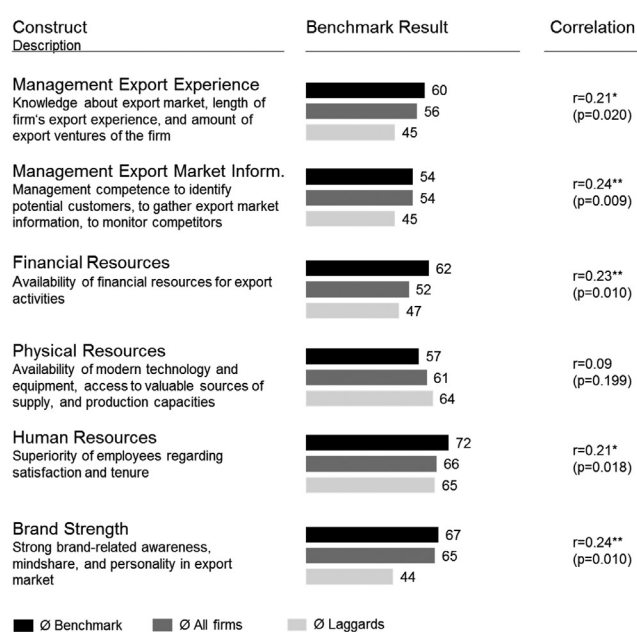 Construct
Description
Benchmark Result
Correlation
Management Export Experience
Knowledge about export market, length of
firm's export experience, and amount of
export ventures of the firm
60
56
45
r=0.21*
(p=0.020)
Management Export Market Inform.
Management competence to identify
potential customers, to gather export market
information, to monitor competitors
54
54
45
r=0.24**
(p=0.009)
Financial Resources
Availability of financial resources for export
activities
62
52
47
r=0.23**
(p=0.010)
Physical Resources
Availability of modern technology and
equipment, access to valuable sources of
supply, and production capacities
57
61
64
r=0.09
(p=0.199)
Human Resources
Superiority of employees regarding
satisfaction and tenure
72
66
65
r=0.21*
(p=0.018)
Brand Strength
Strong brand-related awareness,
mindshare, and personality in export
market
67
65
44
r=0.24**
(p=0.010)
Ø Benchmark
Ø All firms
Ø Laggards